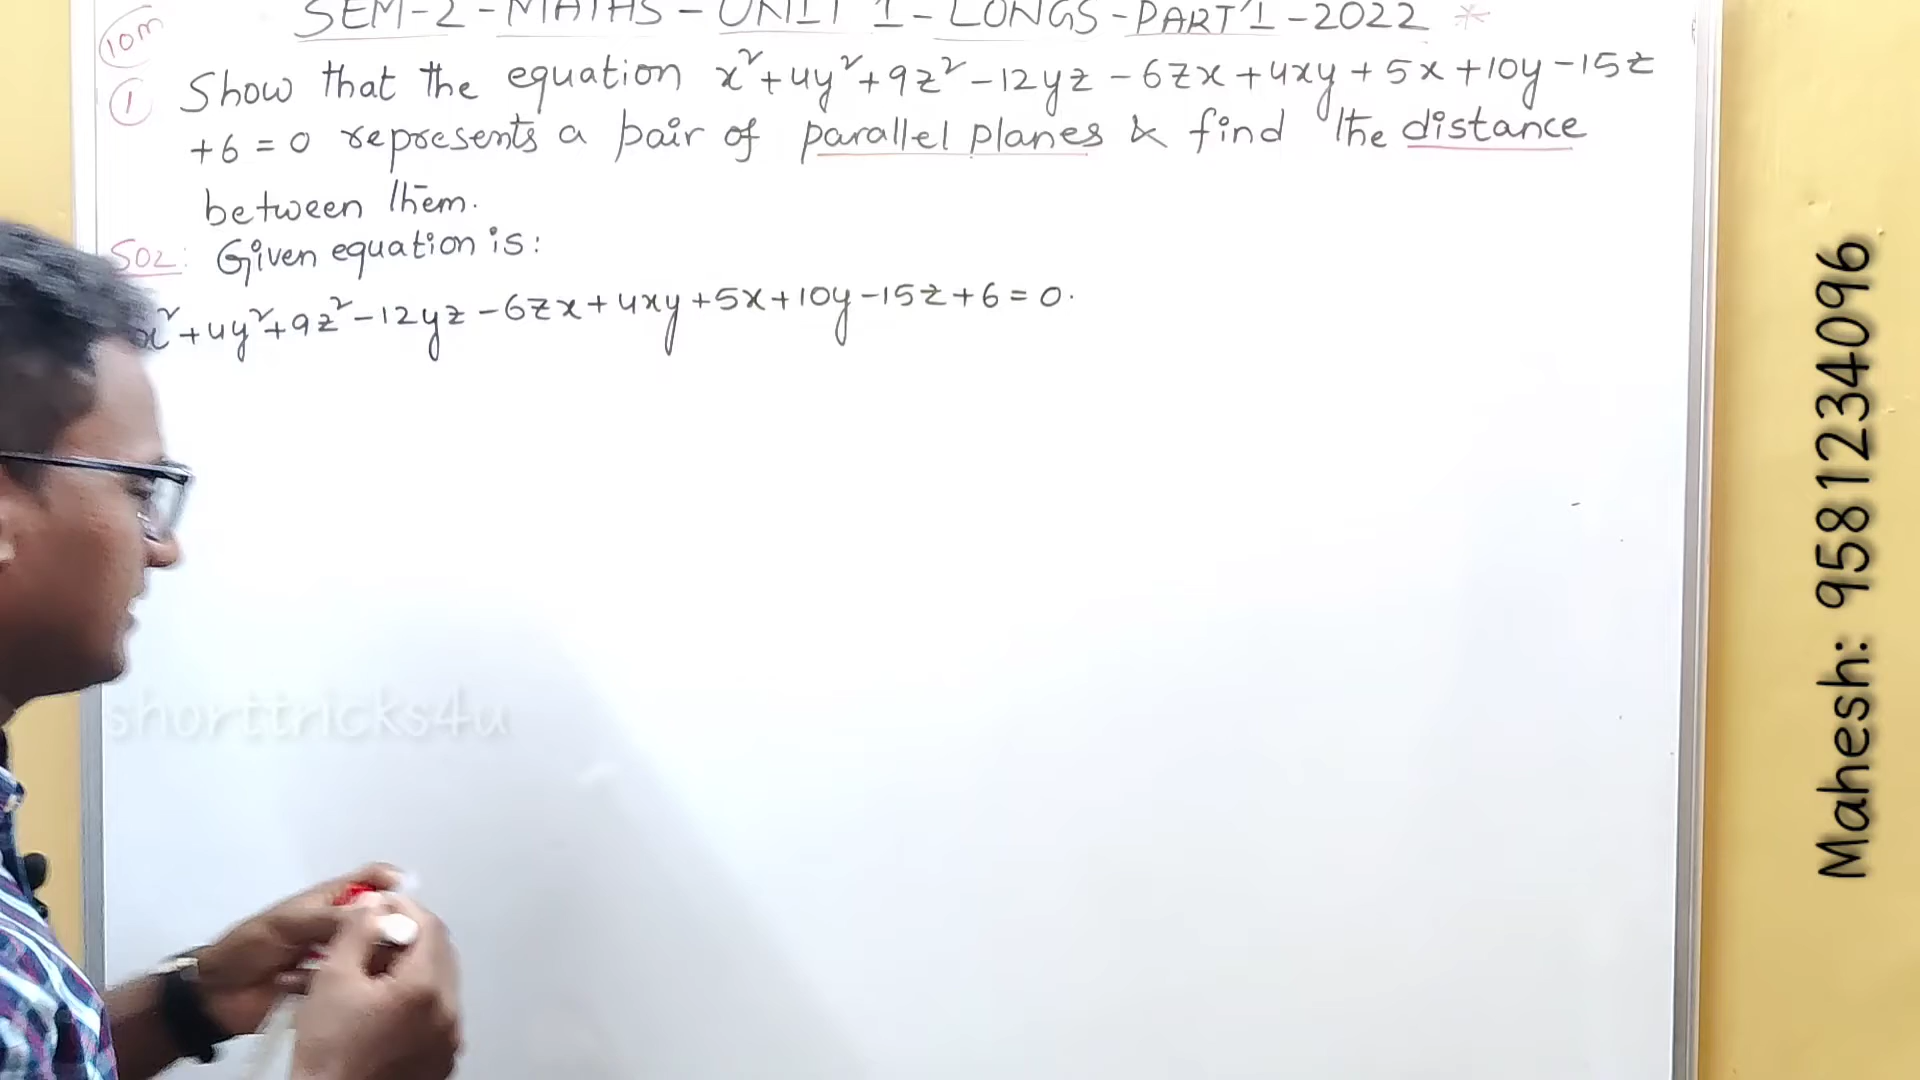 SEM-2-MATHS-UNIT 1-LONGS-PART 1-2022 *
10m
1 Show that the equation x²+4y²+9z²-12yz-6zx+4xy+5x+10y-15z
+6=0 represents a pair of parallel planes & find the distance
between them.
Sol: Given equation is:
x²+4y²+9z²-12yz-6zx+4xy+5x+10y-15z+6=0.
shorttricks4u
Mahesh: 9581234096